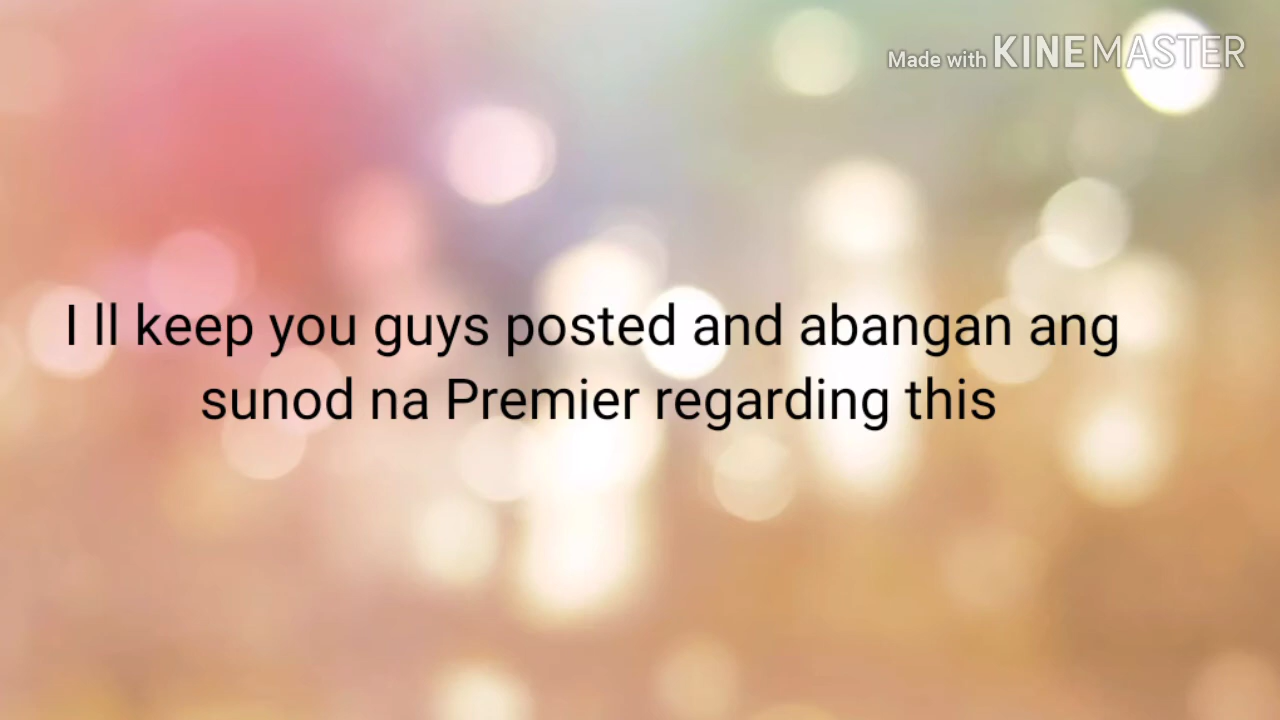 Made with KINEMASTER
I ll keep you guys posted and abangan ang
sunod na Premier regarding this